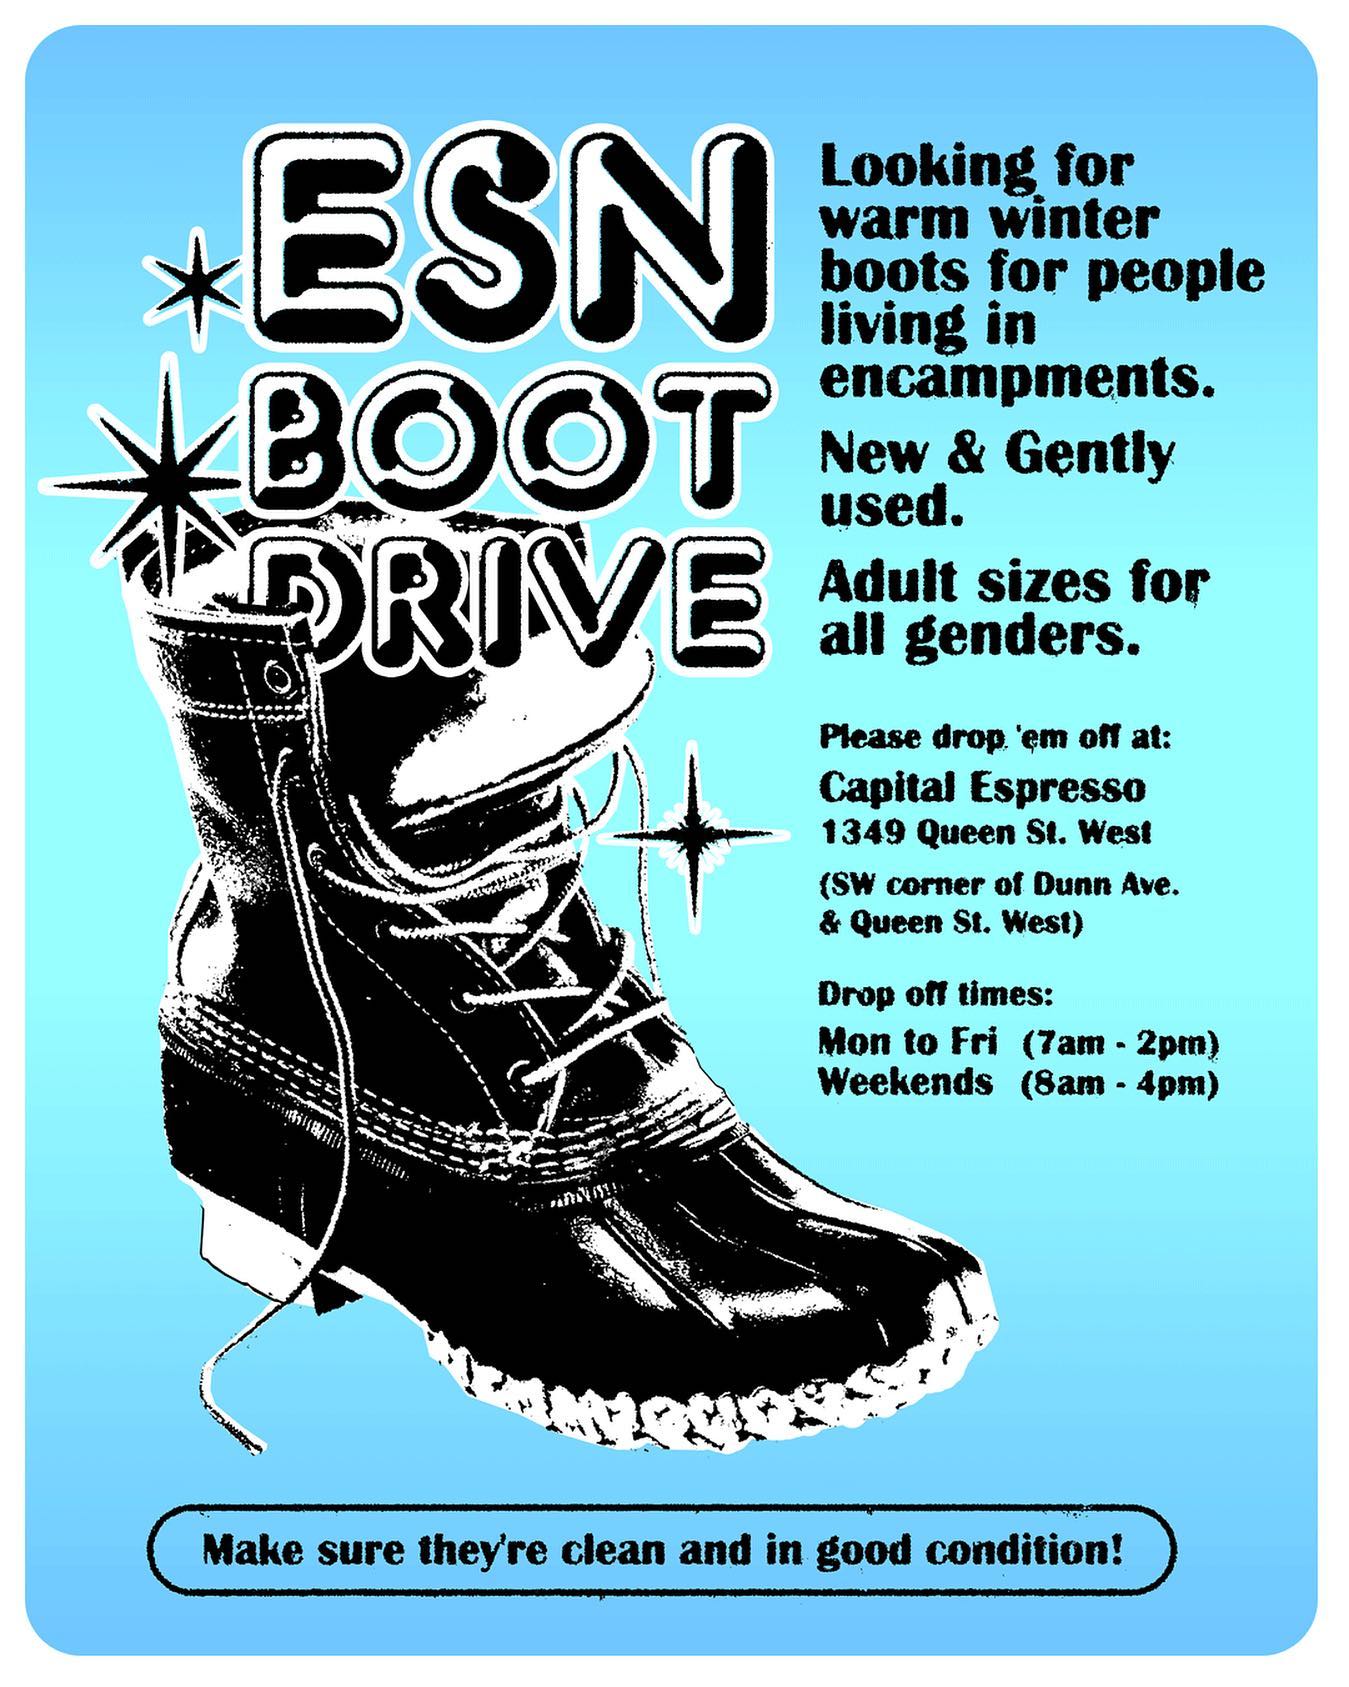 ESN
BOOT
DRIVE
Looking for
warm winter
boots for people
living in
encampments.
New & Gently
used.
Adult sizes for
all genders.
Please drop 'em off at:
Capital Espresso
1349 Queen St. West
(SW corner of Dunn Ave.
& Queen St. West)
Drop off times:
Mon to Fri (7am - 2pm)
Weekends (8am - 4pm)
Make sure they're clean and in good condition!